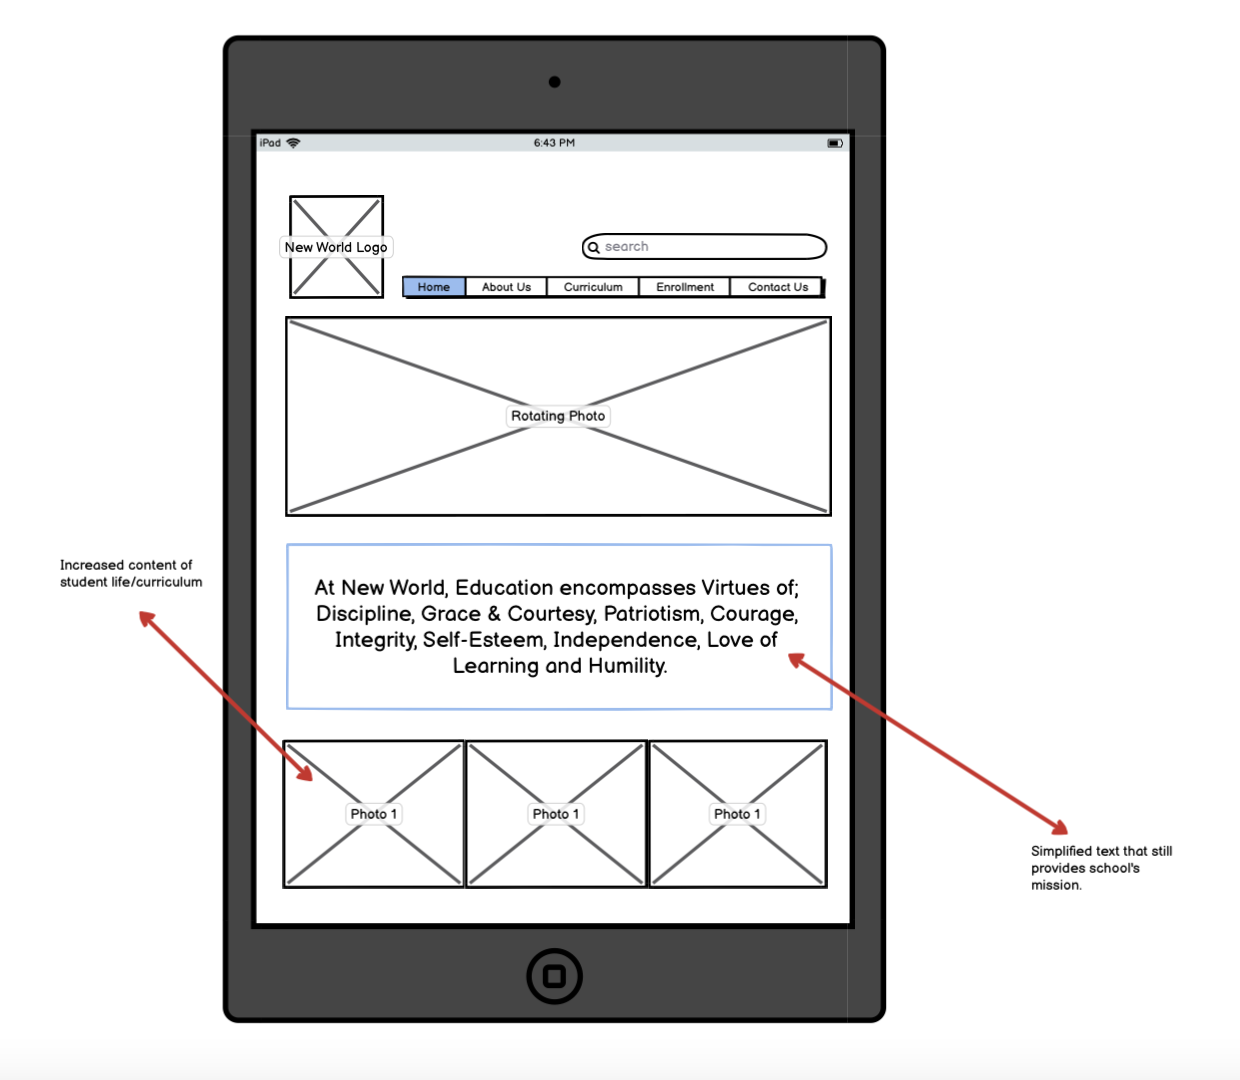 iPad
6:43 PM
New World Logo
search
Home About Us Curriculum Enrollment Contact Us
Rotating Photo
Increased content of
student life/curriculum
At New World, Education encompasses Virtues of;
Discipline, Grace & Courtesy, Patriotism, Courage,
Integrity, Self-Esteem, Independence, Love of
Learning and Humility.
Photo 1
Photo 1
Photo 1
Simplified text that still
provides school's
mission.